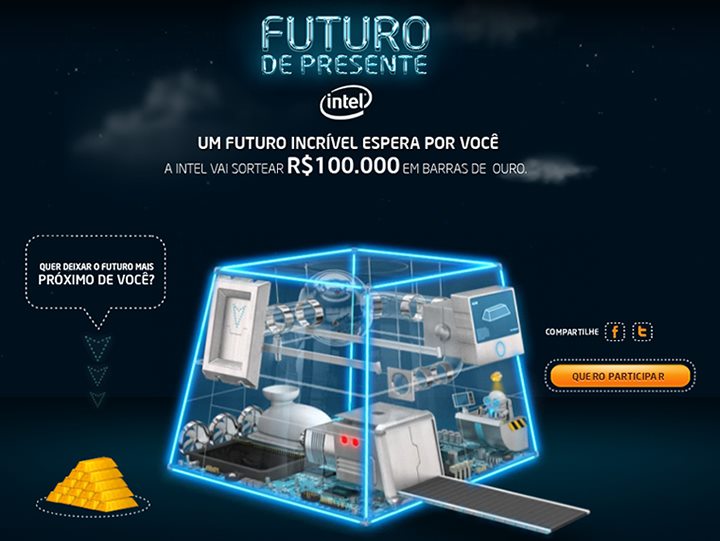 FUTURO
DE PRESENTE
intel
UM FUTURO INCRÍVEL ESPERA POR VOCÊ
A INTEL VAI SORTEAR R$100.000 EM BARRAS DE OURO.
QUER DEIXAR O FUTURO MAIS
PRÓXIMO DE VOCÊ?
COMPARTILHE
QUERO PARTICIPAR
intel